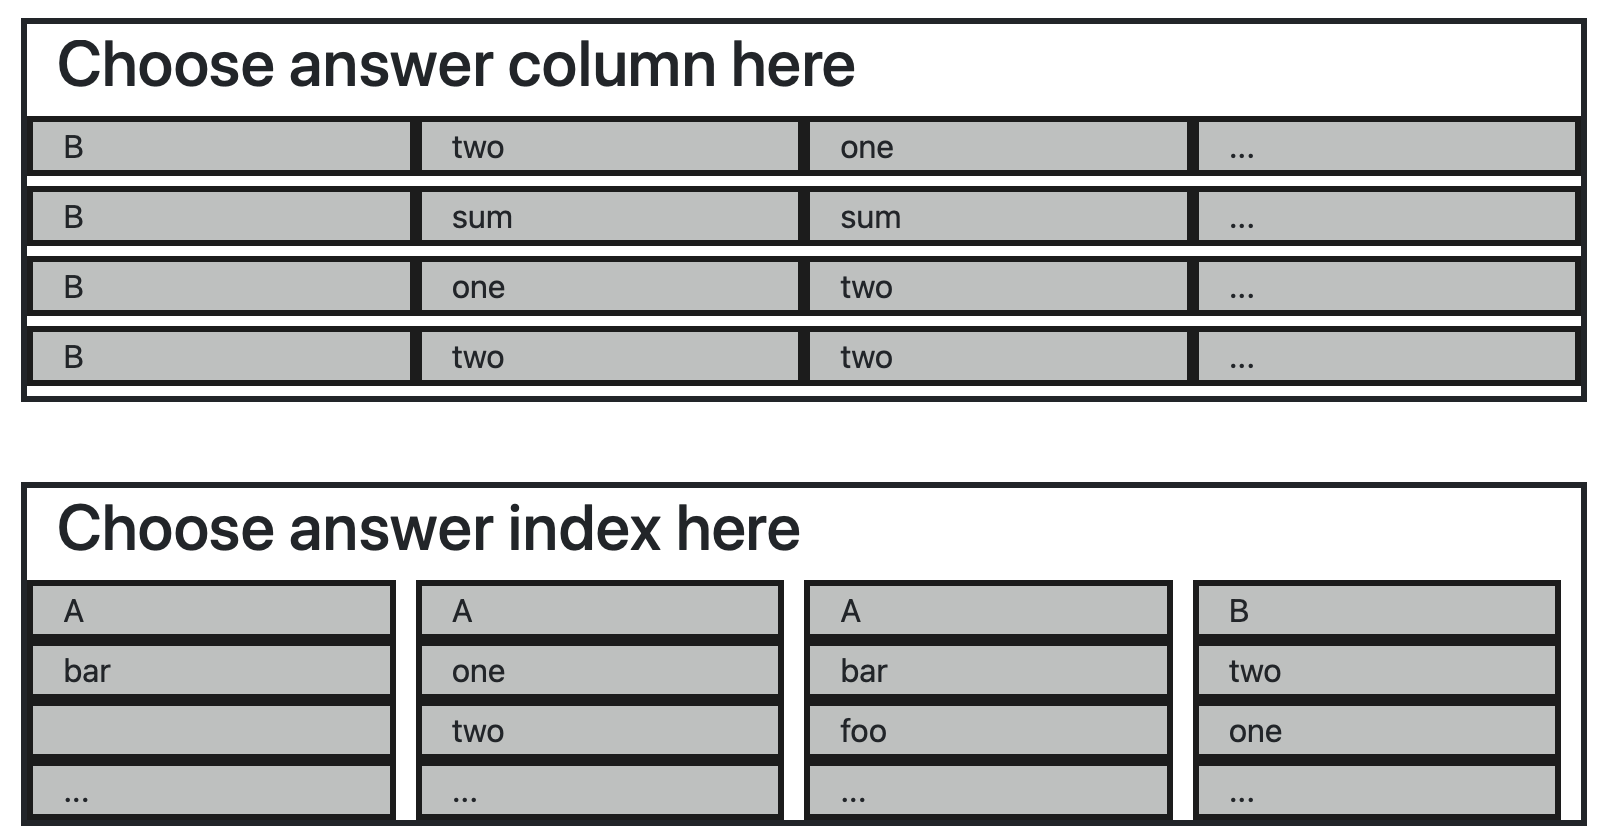 Choose answer column here
B two one ...
B sum sum ...
B one two ...
B two two ...
Choose answer index here
A A A B
bar one bar two
two foo one
... ... ... ...